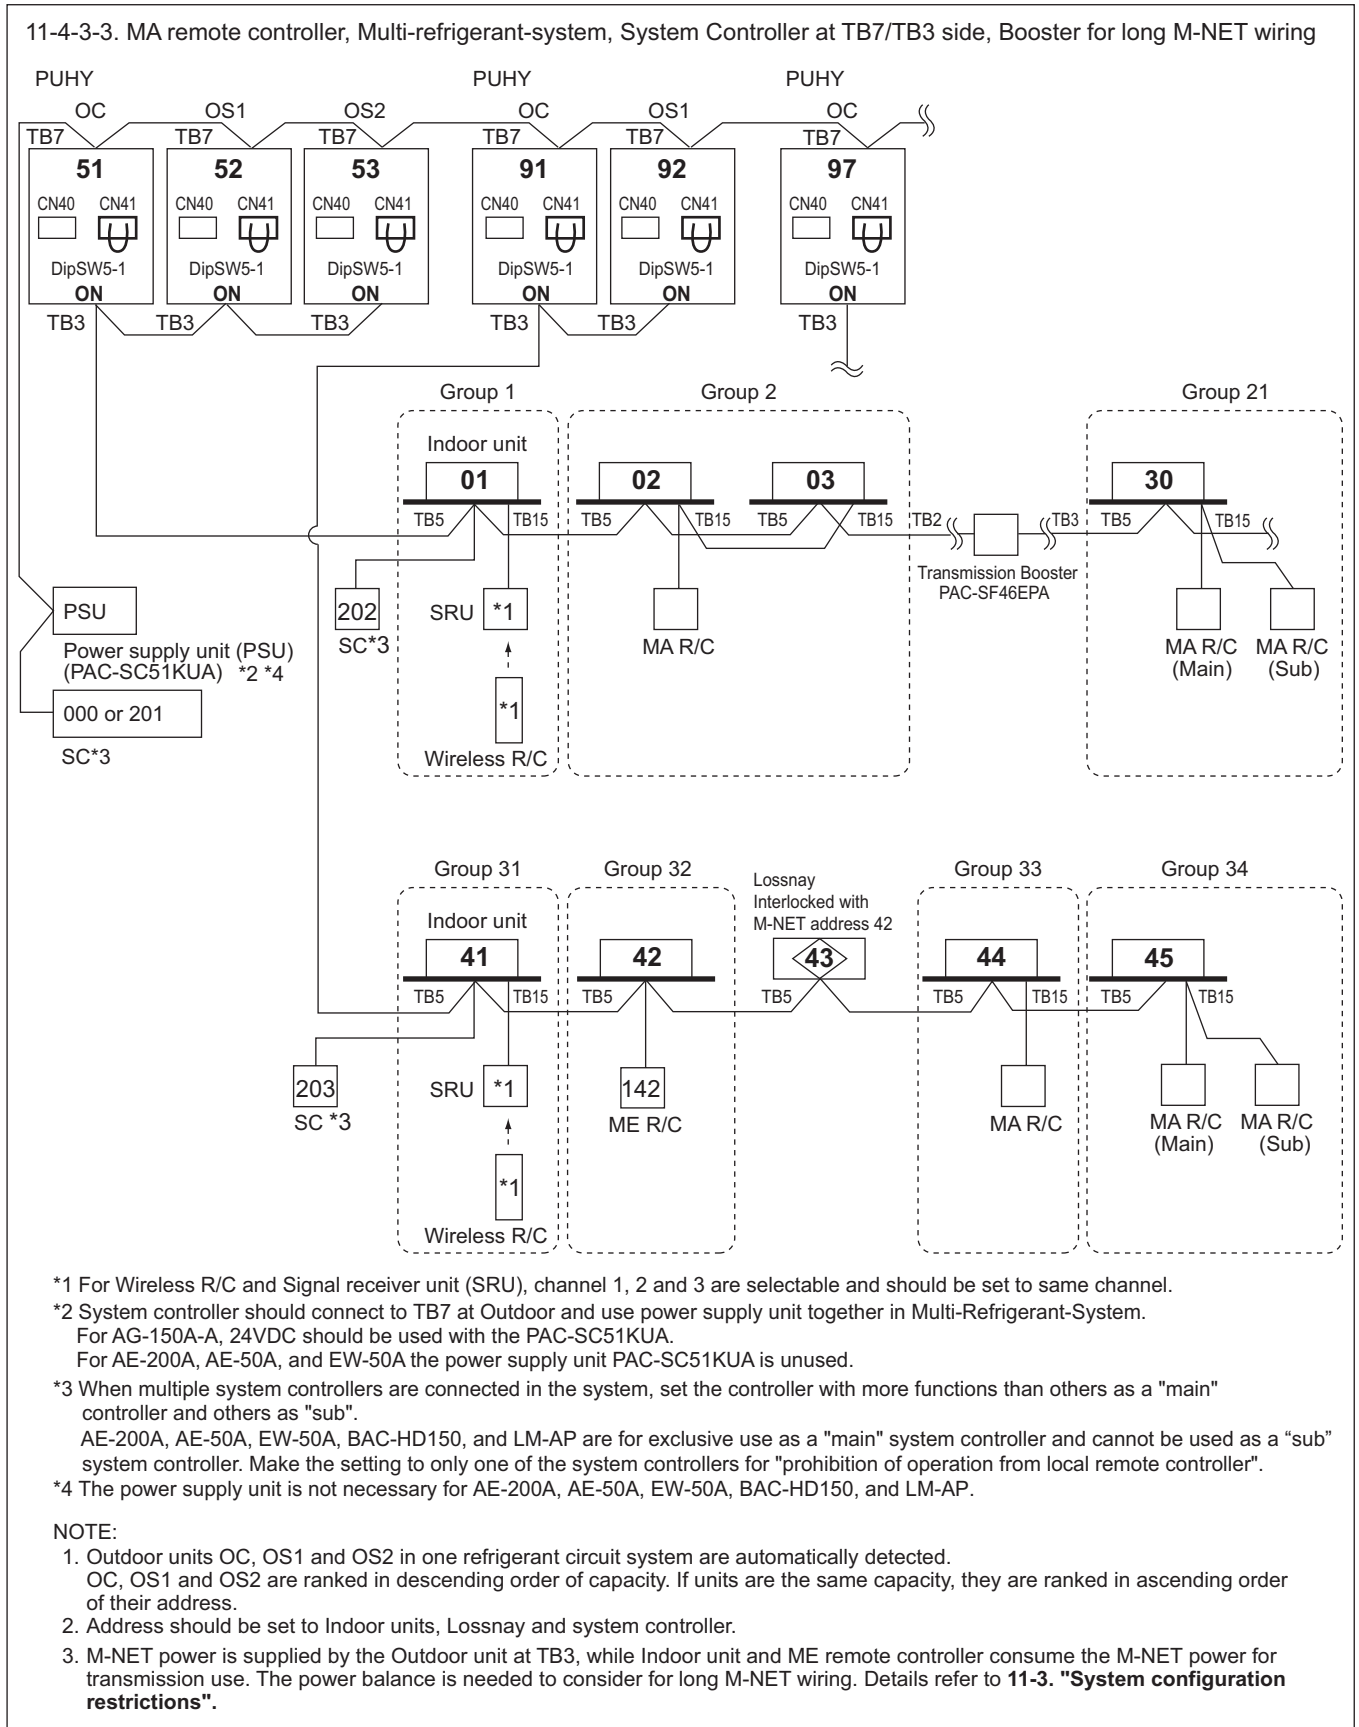 11-4-3-3. MA remote controller, Multi-refrigerant-system, System Controller at TB7/TB3 side, Booster for long M-NET wiring
PUHY PUHY PUHY
OC OS1 OS2 OC OS1 OC
TB7 TB7 TB7 TB7 TB7 TB7
51 52 53 91 92 97
CN40 CN41 CN40 CN41 CN40 CN41 CN40 CN41 CN40 CN41 CN40 CN41
DipSW5-1 DipSW5-1 DipSW5-1 DipSW5-1 DipSW5-1 DipSW5-1
ON ON ON ON ON ON
TB3 TB3 TB3 TB3 TB3 TB3
Group 1 Group 2 Group 21
Indoor unit
01 02 03 30
TB5 TB15 TB5 TB15 TB5 TB15 TB2 TB3 TB5 TB15
Transmission Booster
PAC-SF46EPA
202 SRU *1
SC*3 MA R/C MA R/C MA R/C
(Main) (Sub)
PSU
Power supply unit (PSU)
(PAC-SC51KUA) *2 *4
000 or 201 *1
SC*3 Wireless R/C
Group 31 Group 32 Group 33 Group 34
Lossnay
Interlocked with
M-NET address 42
Indoor unit
41 42 43 44 45
TB5 TB15 TB5 TB5 TB5 TB15 TB5 TB15
203 SRU *1 142
SC *3 ME R/C MA R/C MA R/C MA R/C
(Main) (Sub)
*1
Wireless R/C
*1 For Wireless R/C and Signal receiver unit (SRU), channel 1, 2 and 3 are selectable and should be set to same channel.
*2 System controller should connect to TB7 at Outdoor and use power supply unit together in Multi-Refrigerant-System.
For AG-150A-A, 24VDC should be used with the PAC-SC51KUA.
For AE-200A, AE-50A, and EW-50A the power supply unit PAC-SC51KUA is unused.
*3 When multiple system controllers are connected in the system, set the controller with more functions than others as a "main"
controller and others as "sub".
AE-200A, AE-50A, EW-50A, BAC-HD150, and LM-AP are for exclusive use as a "main" system controller and cannot be used as a “sub”
system controller. Make the setting to only one of the system controllers for "prohibition of operation from local remote controller".
*4 The power supply unit is not necessary for AE-200A, AE-50A, EW-50A, BAC-HD150, and LM-AP.
NOTE:
1. Outdoor units OC, OS1 and OS2 in one refrigerant circuit system are automatically detected.
OC, OS1 and OS2 are ranked in descending order of capacity. If units are the same capacity, they are ranked in ascending order
of their address.
2. Address should be set to Indoor units, Lossnay and system controller.
3. M-NET power is supplied by the Outdoor unit at TB3, while Indoor unit and ME remote controller consume the M-NET power for
transmission use. The power balance is needed to consider for long M-NET wiring. Details refer to 11-3. "System configuration
restrictions".